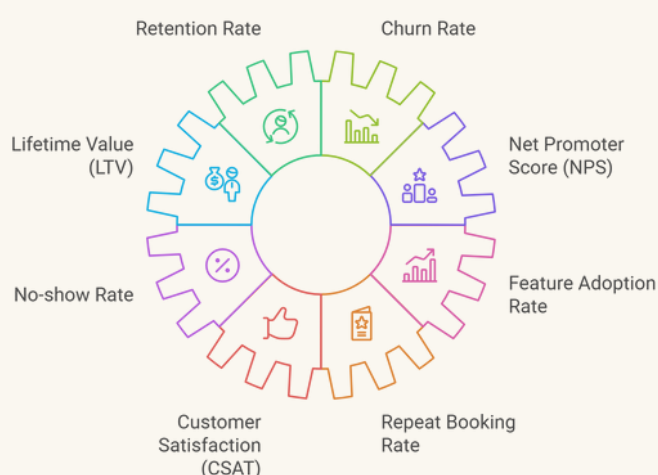 Retention Rate
Churn Rate
Lifetime Value
(LTV)
Net Promoter
Score (NPS)
No-show Rate
Feature Adoption
Rate
Customer
Satisfaction
(CSAT)
Repeat Booking
Rate